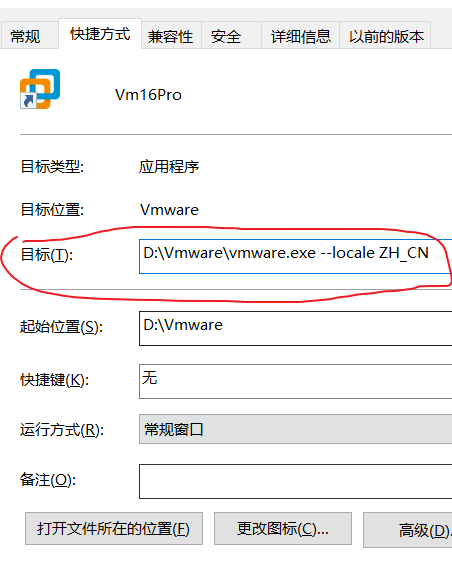 常规 快捷方式 兼容性 安全 详细信息 以前的版本
Vm16Pro
目标类型: 应用程序
目标位置: Vmware
目标(T): D:\Vmware\vmware.exe --locale ZH_CN
起始位置(S): D:\Vmware
快捷键(K): 无
运行方式(R): 常规窗口
备注(O):
打开文件所在的位置(F) 更改图标(C)... 高级(D)